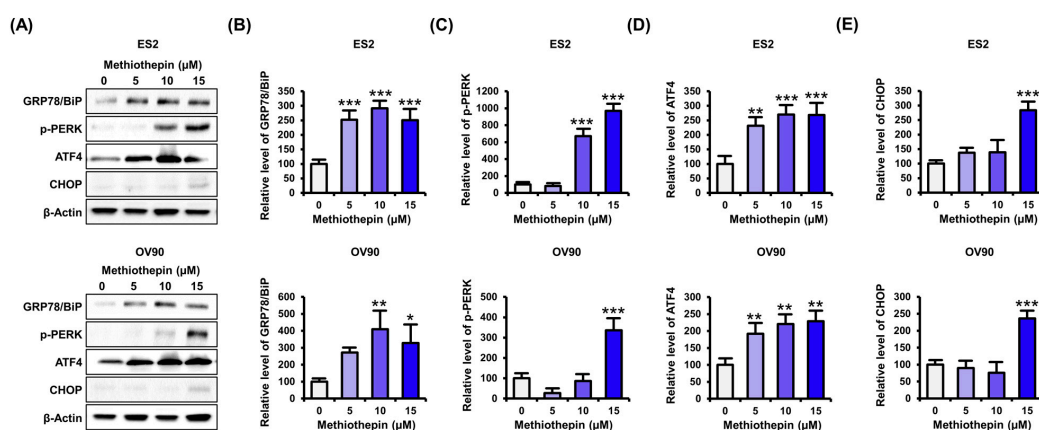 (A)
ES2
Methiothepin (µM)
0 5 10 15
GRP78/BiP
p-PERK
ATF4
CHOP
β-Actin
OV90
Methiothepin (µM)
0 5 10 15
GRP78/BiP
p-PERK
ATF4
CHOP
β-Actin
(B)
ES2
Relative level of GRP78/BiP
350
300
250
200
150
100
50
0
***
***
***
0 5 10 15
Methiothepin (µM)
OV90
Relative level of GRP78/BiP
600
500
400
300
200
100
0
**
*
0 5 10 15
Methiothepin (µM)
(C)
ES2
Relative level of p-PERK
1200
1000
800
600
400
200
0
***
***
0 5 10 15
Methiothepin (µM)
OV90
Relative level of p-PERK
500
400
300
200
100
0
***
0 5 10 15
Methiothepin (µM)
(D)
ES2
Relative level of ATF4
350
300
250
200
150
100
50
0
**
***
***
0 5 10 15
Methiothepin (µM)
OV90
Relative level of ATF4
300
250
200
150
100
50
0
**
**
**
0 5 10 15
Methiothepin (µM)
(E)
ES2
Relative level of CHOP
350
300
250
200
150
100
50
0
***
0 5 10 15
Methiothepin (µM)
OV90
Relative level of CHOP
300
250
200
150
100
50
0
***
0 5 10 15
Methiothepin (µM)